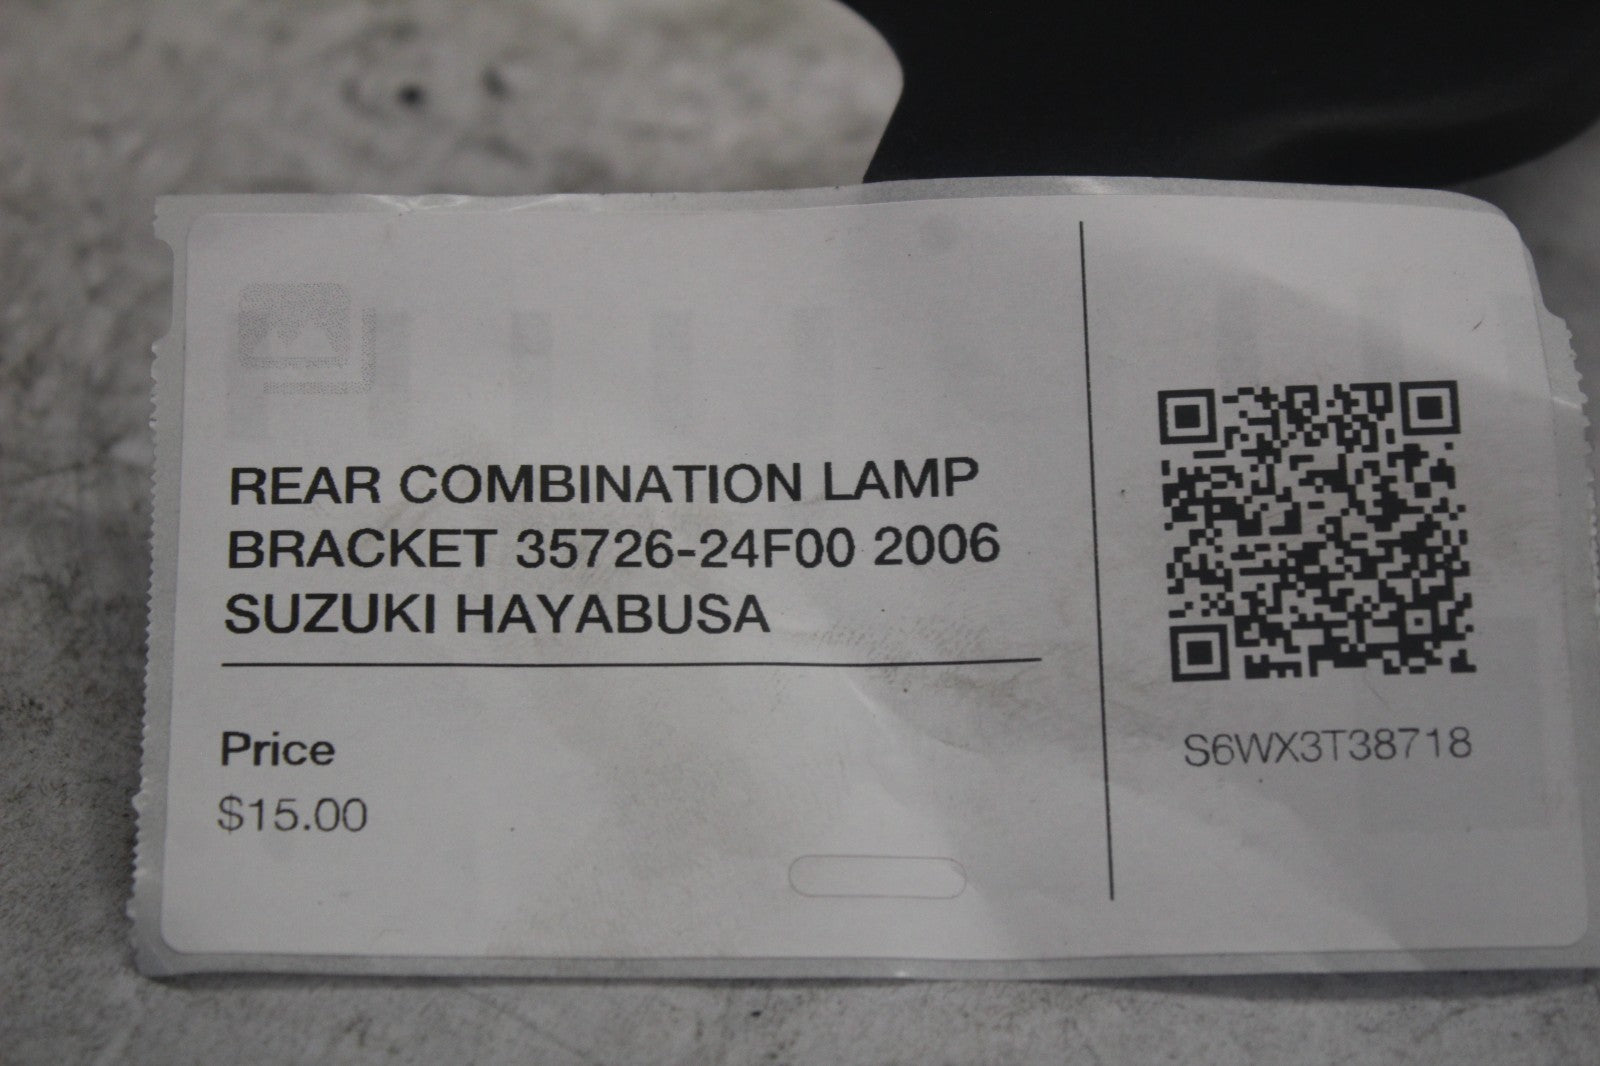 REAR COMBINATION LAMP
BRACKET 35726-24F00 2006
SUZUKI HAYABUSA
Price
$15.00
S6WX3T38718